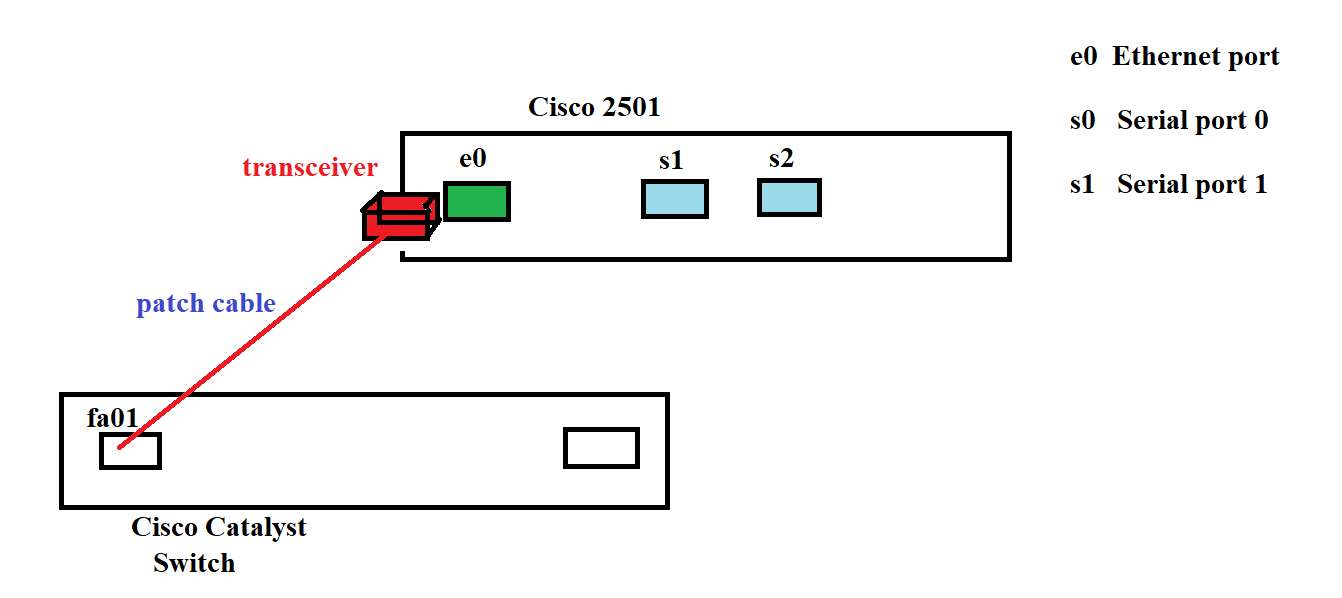 e0 Ethernet port
Cisco 2501
s0 Serial port 0
transceiver
e0
s1
s2
s1 Serial port 1
patch cable
fa01
Cisco Catalyst
Switch